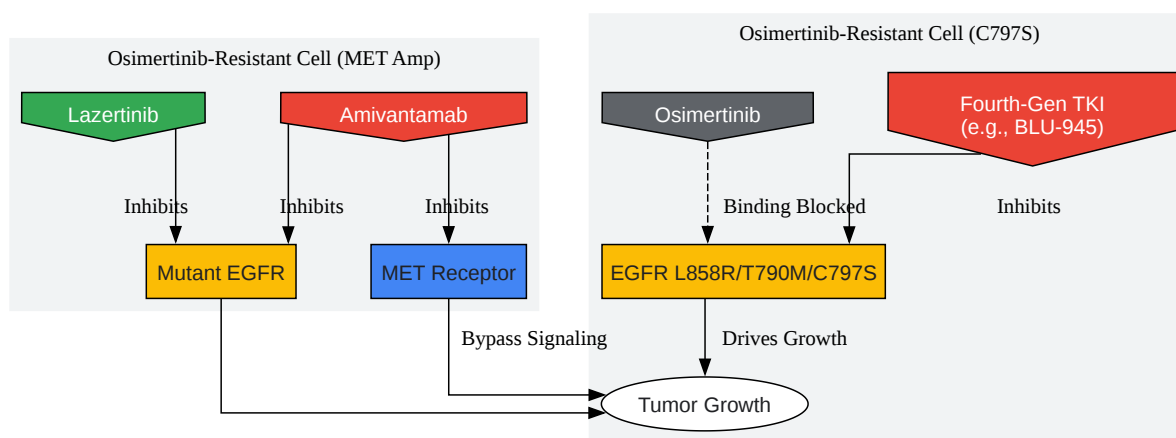 Osimertinib-Resistant Cell (MET Amp)
Osimertinib-Resistant Cell (C797S)
Lazertinib
Amivantamab
Osimertinib
Fourth-Gen TKI
(e.g., BLU-945)
Inhibits
Inhibits
Inhibits
Binding Blocked
Inhibits
Mutant EGFR
MET Receptor
EGFR L858R/T790M/C797S
Bypass Signaling
Drives Growth
Tumor Growth